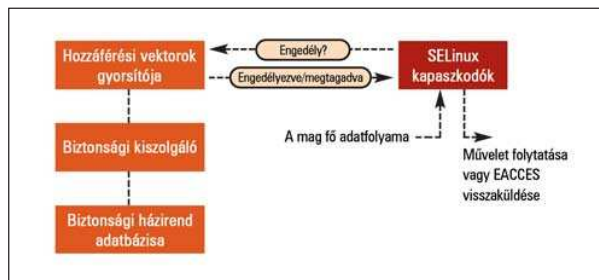 Hozzáférési vektorok
gyorsítója
Engedély?
Engedélyezve/megtagadva
SELinux
kapaszkodók
A mag fő adatfolyama
Művelet folytatása
vagy EACCES
visszaküldése
Biztonsági kiszolgáló
Biztonsági házirend
adatbázisa